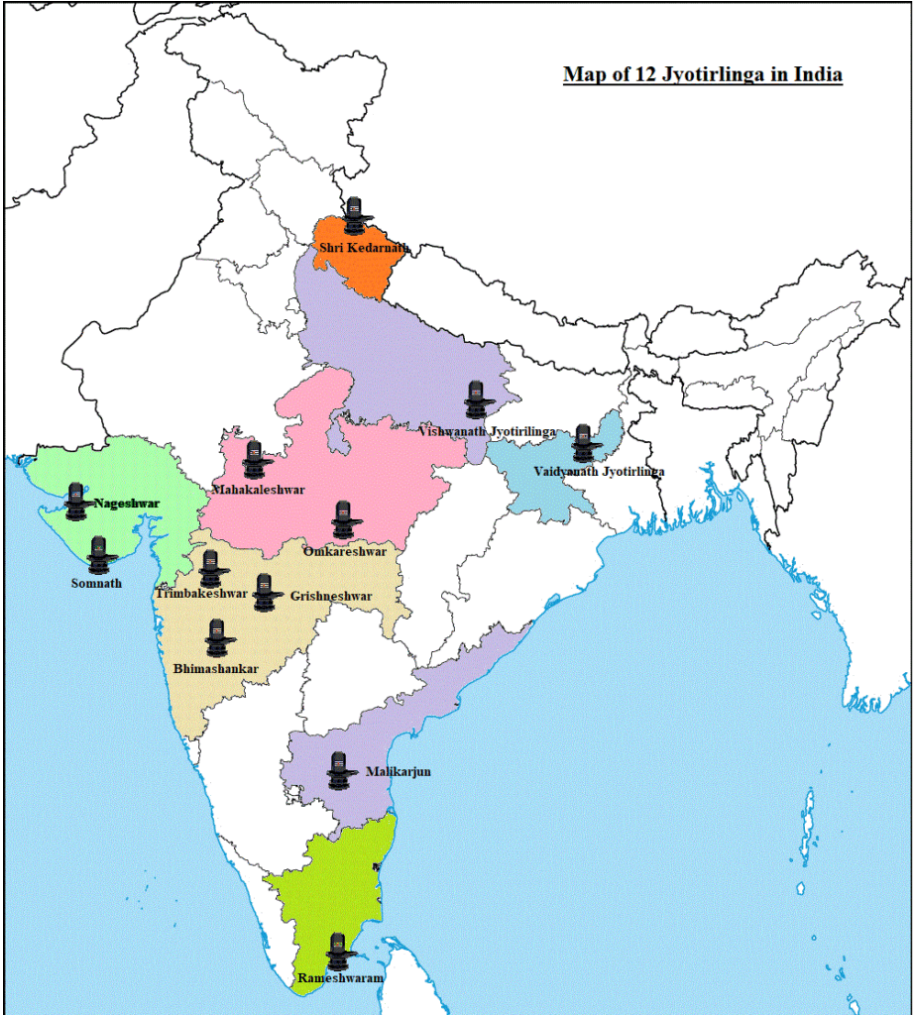 Map of 12 Jyotirlinga in India
Shri Kedarnath
Vishwanath Jyotirilinga
Vaidyanath Jyotirlinga
Mahakaleshwar
Nageshwar
Omkareshwar
Somnath
Trimbakeshwar
Grishneshwar
Bhimashankar
Malikarjun
Rameshwaram